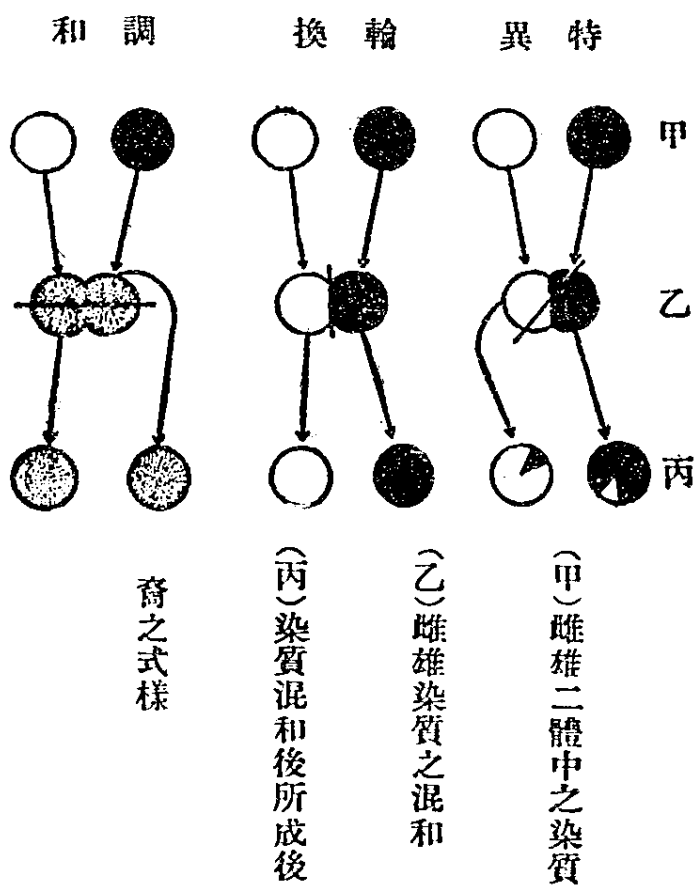 特異
輪換
調和
甲
乙
丙
(甲)雌雄二體中之染質
(乙)雌雄染質之混和
(丙)染質混和後所成後
裔之式樣